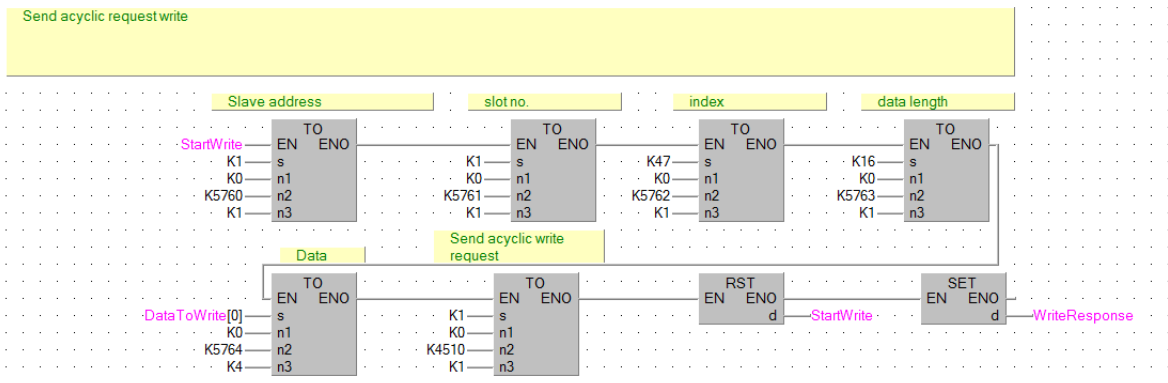 Send acyclic request write
Slave address slot no. index data length
TO TO TO TO
StartWrite EN ENO EN ENO EN ENO EN ENO
K1 s K1 s K47 s K16 s
K0 n1 K0 n1 K0 n1 K0 n1
K5760 n2 K5761 n2 K5762 n2 K5763 n2
K1 n3 K1 n3 K1 n3 K1 n3
Send acyclic write
Data request
TO TO RST SET
EN ENO EN ENO EN ENO EN ENO
DataToWrite[0] s K1 s d StartWrite d WriteResponse
K0 n1 K0 n1
K5764 n2 K4510 n2
K4 n3 K1 n3